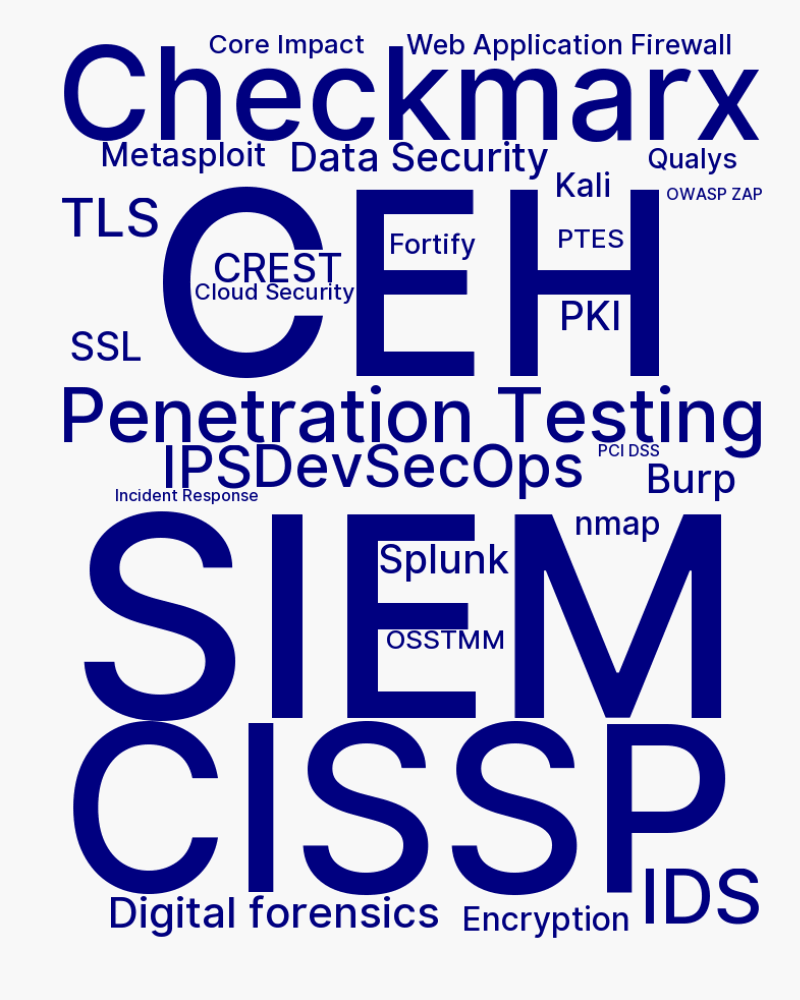 Core Impact
Web Application Firewall
Checkmarx
Metasploit
Data Security
Qualys
Kali
OWASP ZAP
TLS
CEH
Fortify
PTES
CREST
Cloud Security
PKI
SSL
Penetration Testing
IPS
DevSecOps
PCI DSS
Burp
Incident Response
SIEM
nmap
Splunk
OSSTMM
CISSP
IDS
Digital forensics
Encryption